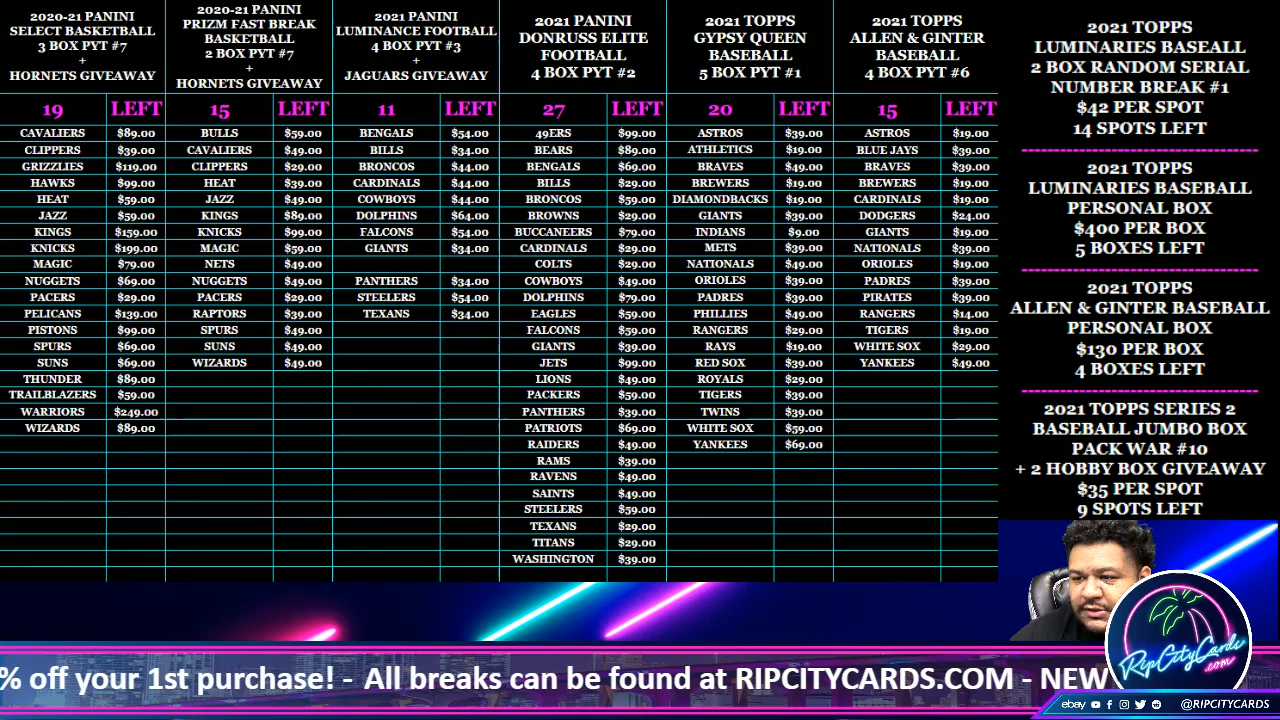 2020-21 PANINI
SELECT BASKETBALL
3 BOX PYT #7
+
HORNETS GIVEAWAY
19 LEFT
CAVALIERS $89.00
CLIPPERS $39.00
GRIZZLIES $119.00
HAWKS $99.00
HEAT $59.00
JAZZ $59.00
KINGS $159.00
KNICKS $199.00
MAGIC $79.00
NUGGETS $69.00
PACERS $29.00
PELICANS $139.00
PISTONS $99.00
SPURS $69.00
SUNS $69.00
THUNDER $89.00
TRAILBLAZERS $59.00
WARRIORS $249.00
WIZARDS $89.00
2020-21 PANINI
PRIZM FAST BREAK
BASKETBALL
2 BOX PYT #7
+
HORNETS GIVEAWAY
15 LEFT
BULLS $59.00
CAVALIERS $49.00
CLIPPERS $29.00
HEAT $39.00
JAZZ $49.00
KINGS $89.00
KNICKS $99.00
MAGIC $59.00
NETS $49.00
NUGGETS $49.00
PACERS $29.00
RAPTORS $39.00
SPURS $49.00
SUNS $49.00
WIZARDS $49.00
2021 PANINI
LUMINANCE FOOTBALL
4 BOX PYT #3
+
JAGUARS GIVEAWAY
11 LEFT
BENGALS $54.00
BILLS $34.00
BRONCOS $44.00
CARDINALS $44.00
COWBOYS $44.00
DOLPHINS $64.00
FALCONS $54.00
GIANTS $34.00
PANTHERS $34.00
STEELERS $54.00
TEXANS $34.00
2021 PANINI
DONRUSS ELITE
FOOTBALL
4 BOX PYT #2
27 LEFT
49ERS $99.00
BEARS $89.00
BENGALS $69.00
BILLS $29.00
BRONCOS $59.00
BROWNS $29.00
BUCCANEERS $79.00
CARDINALS $29.00
COLTS $29.00
COWBOYS $49.00
DOLPHINS $79.00
EAGLES $59.00
FALCONS $59.00
GIANTS $39.00
JETS $99.00
LIONS $49.00
PACKERS $59.00
PANTHERS $39.00
PATRIOTS $69.00
RAIDERS $49.00
RAMS $39.00
RAVENS $49.00
SAINTS $49.00
STEELERS $59.00
TEXANS $29.00
TITANS $29.00
WASHINGTON $39.00
2021 TOPPS
GYPSY QUEEN
BASEBALL
5 BOX PYT #1
20 LEFT
ASTROS $39.00
ATHLETICS $19.00
BRAVES $49.00
BREWERS $19.00
DIAMONDBACKS $19.00
GIANTS $39.00
INDIANS $9.00
METS $39.00
NATIONALS $49.00
ORIOLES $39.00
PADRES $39.00
PHILLIES $49.00
RANGERS $29.00
RAYS $19.00
RED SOX $39.00
ROYALS $29.00
TIGERS $39.00
TWINS $39.00
WHITE SOX $59.00
YANKEES $69.00
2021 TOPPS
ALLEN & GINTER
BASEBALL
4 BOX PYT #6
15 LEFT
ASTROS $19.00
BLUE JAYS $39.00
BRAVES $39.00
BREWERS $19.00
CARDINALS $19.00
DODGERS $24.00
GIANTS $19.00
NATIONALS $39.00
ORIOLES $19.00
PADRES $39.00
PIRATES $39.00
RANGERS $14.00
TIGERS $19.00
WHITE SOX $29.00
YANKEES $49.00
2021 TOPPS
LUMINARIES BASEALL
2 BOX RANDOM SERIAL
NUMBER BREAK #1
$42 PER SPOT
14 SPOTS LEFT
2021 TOPPS
LUMINARIES BASEBALL
PERSONAL BOX
$400 PER BOX
5 BOXES LEFT
2021 TOPPS
ALLEN & GINTER BASEBALL
PERSONAL BOX
$130 PER BOX
4 BOXES LEFT
2021 TOPPS SERIES 2
BASEBALL JUMBO BOX
PACK WAR #10
+ 2 HOBBY BOX GIVEAWAY
$35 PER SPOT
9 SPOTS LEFT
% off your 1st purchase! - All breaks can be found at RIPCITYCARDS.COM - NEW
RipCityCards
.com
ebay @RIPCITYCARDS